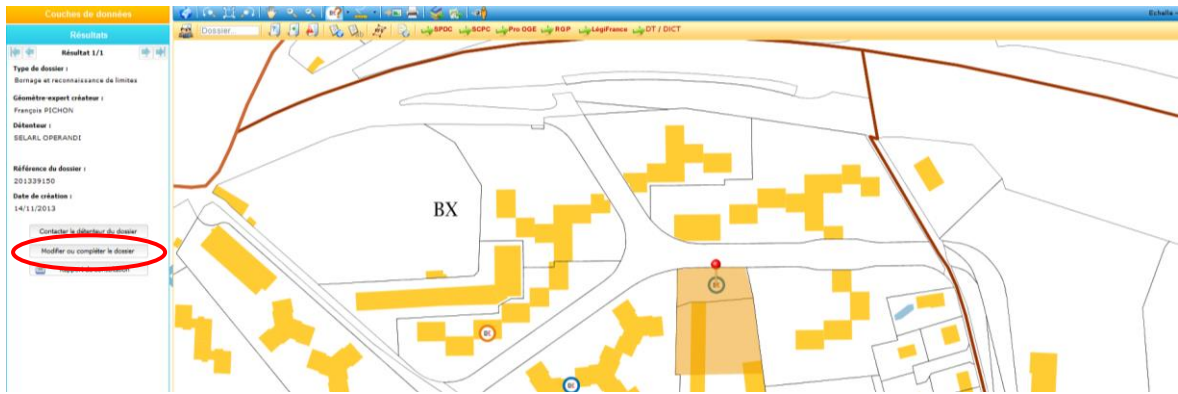 Couches de données
Echelle
Résultats
Dossier...
SPDC
SCPC
Pro OGE
RGP
LégiFrance
DT / DICT
Résultat 1/1
Type de dossier :
Bornage et reconnaissance de limites
Géomètre-expert créateur :
François PICHON
Détenteur :
SELARL OPERANDI
Référence du dossier :
201339150
Date de création :
14/11/2013
Contacter le détenteur du dossier
Modifier ou compléter le dossier
BX